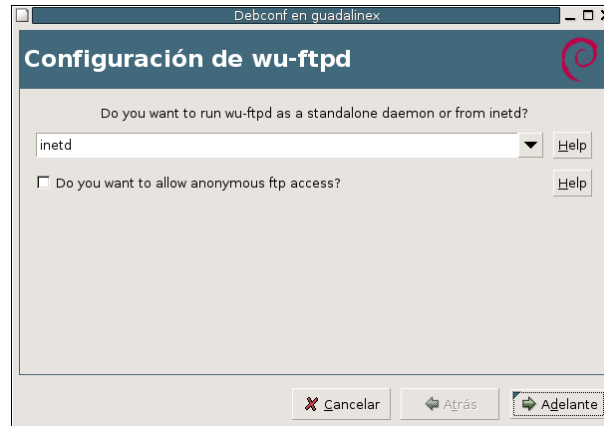 Debconf en guadalinex
Configuración de wu-ftpd
Do you want to run wu-ftpd as a standalone daemon or from inetd?
inetd
Help
Do you want to allow anonymous ftp access?
Help
Cancelar
Atrás
Adelante